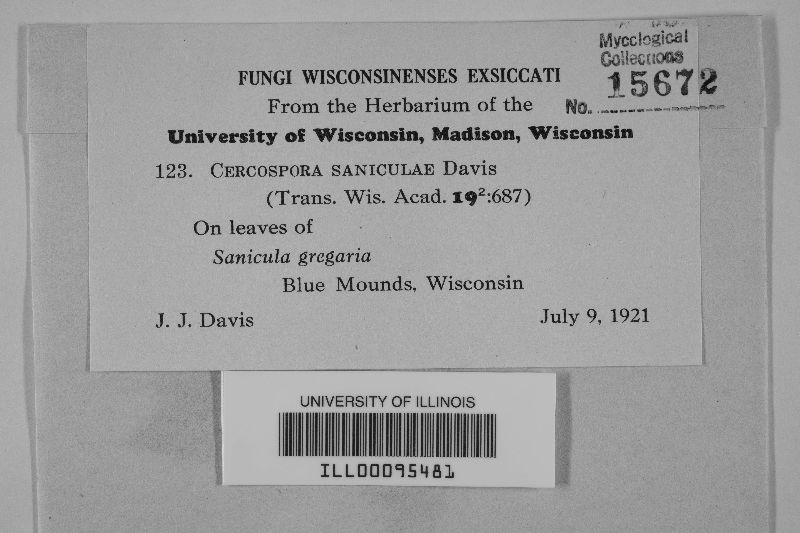 Mycological
Collections
No. 15672
FUNGI WISCONSINENSES EXSICCATI
From the Herbarium of the
University of Wisconsin, Madison, Wisconsin
123. CERCOSPORA SANICULAE Davis
(Trans. Wis. Acad. 19²:687)
On leaves of
Sanicula gregaria
Blue Mounds, Wisconsin
J. J. Davis July 9, 1921
UNIVERSITY OF ILLINOIS
ILL00095481